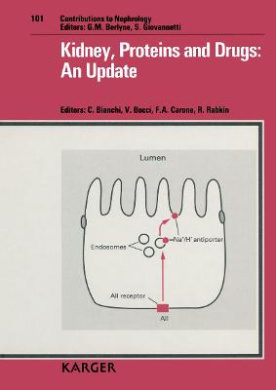 101
Contributions to Nephrology
Editors: G.M. Berlyne, S. Giovannetti
Kidney, Proteins and Drugs:
An Update
Editors: C. Bianchi, V. Bocci, F.A. Carone, R. Rabkin
Lumen
Na⁺/H⁺ antiporter
Endosomes
AII receptor
AII
KARGER